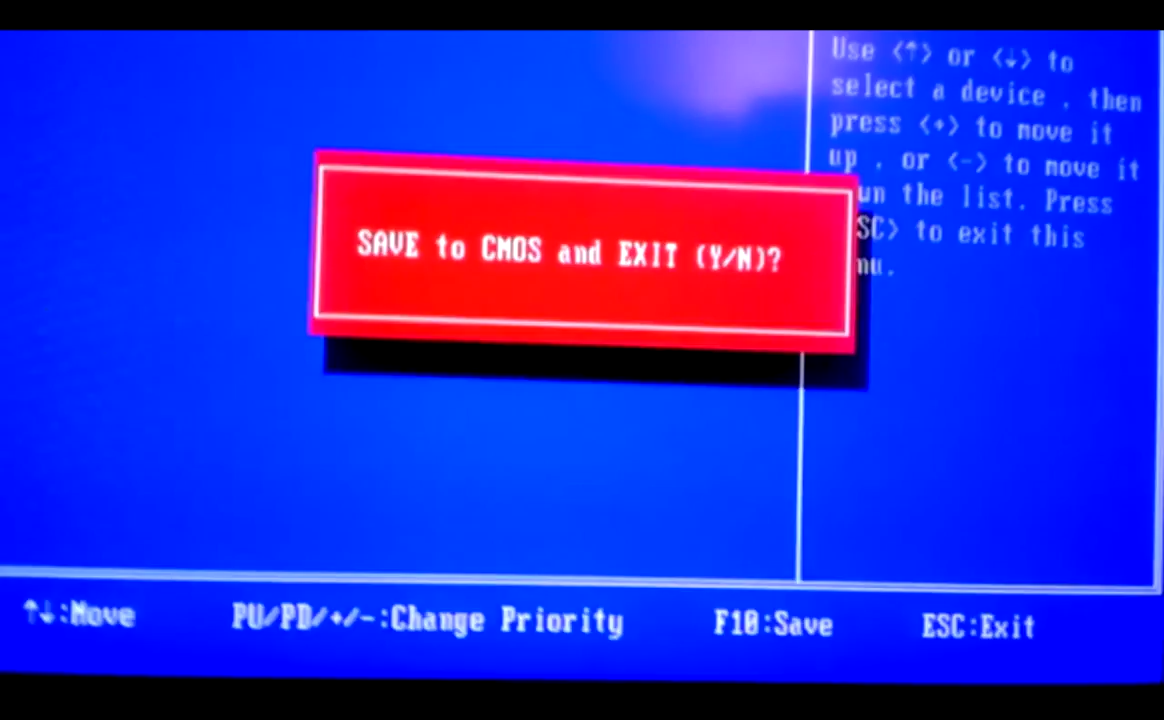 Use <↑> or <↓> to
select a device , then
press <+> to move it
up , or <-> to move it
the list. Press
to exit this
SAVE to CMOS and EXIT (Y/N)?
↑↓:Move PU/PD/+/-:Change Priority F10:Save ESC:Exit